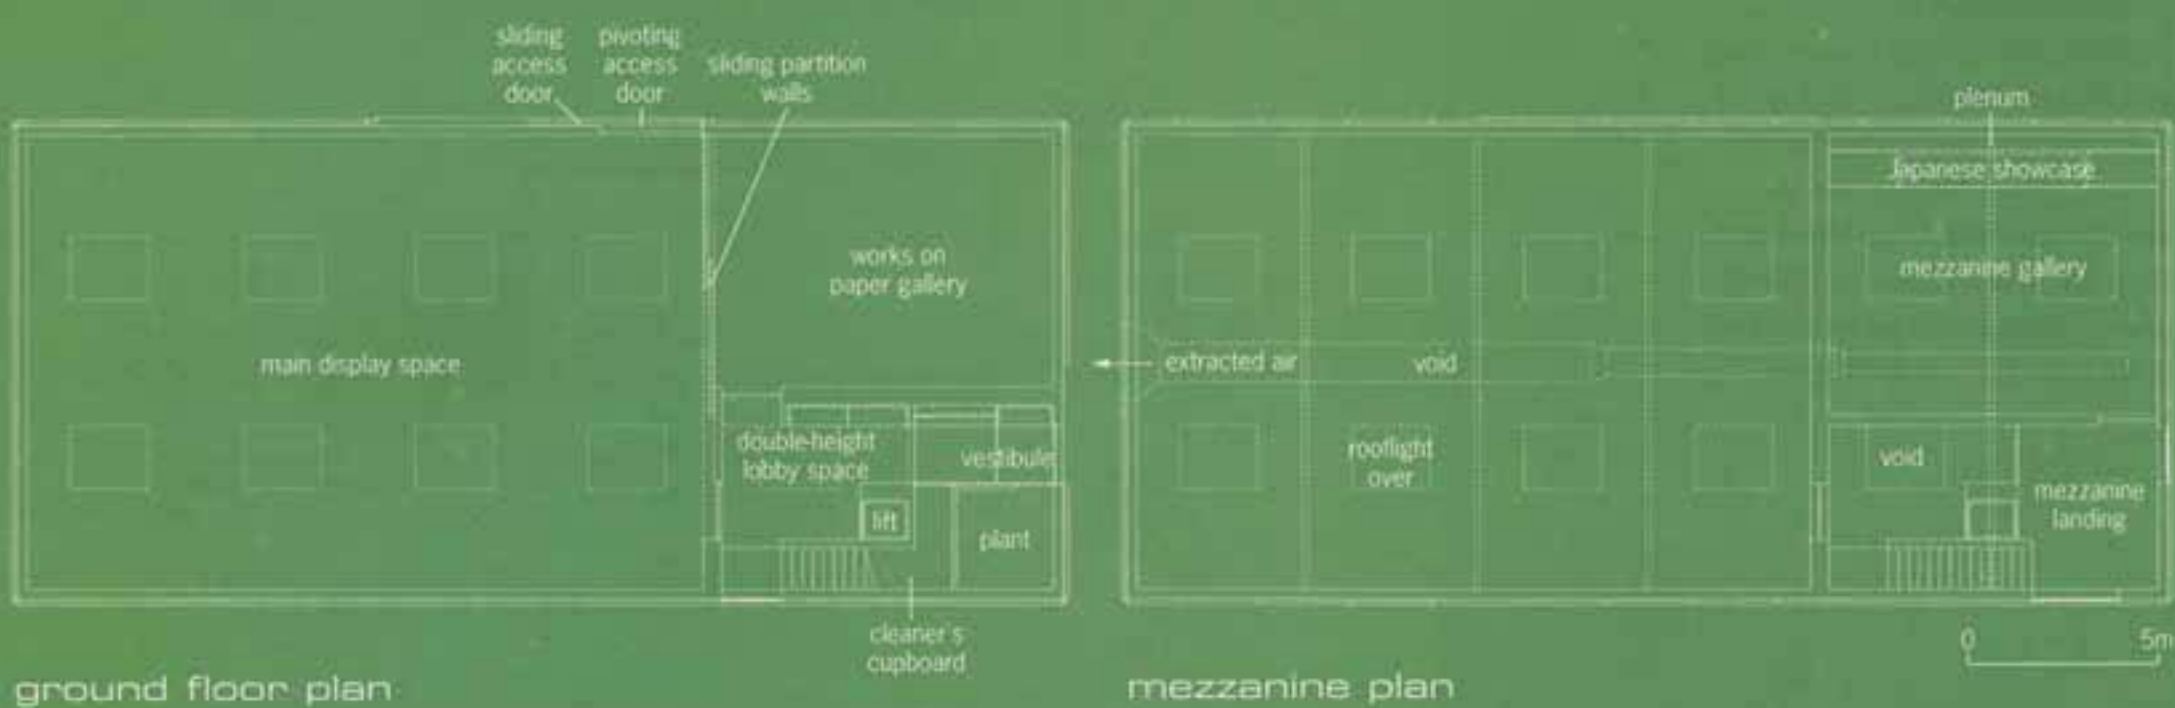 sliding
access
door
pivoting
access
door
sliding partition
walls
works on
paper gallery
main display space
double-height
lobby space
vestibule
lift
plant
cleaner's
cupboard
ground floor plan
plenum
Japanese showcase
mezzanine gallery
extracted air
void
rooflight
over
void
mezzanine
landing
0
5m
mezzanine plan